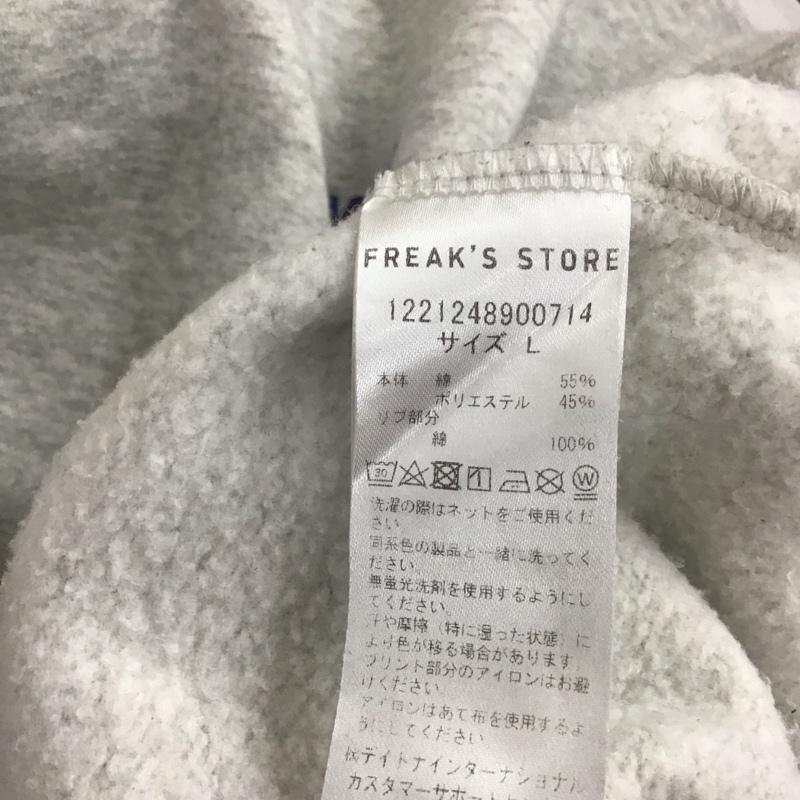 FREAK'S STORE
1221248900714
サイズ L
本体 綿 55%
ポリエステル 45%
リブ部分
綿 100%
30
W
洗濯の際はネットをご使用くだ
さい。
同系色の製品と一緒に洗ってく
ださい。
無蛍光洗剤を使用するようにし
てください。
汗や摩擦(特に湿った状態)に
より色が移る場合があります。
プリント部分のアイロンはお避
けください。
アイロンはあて布を使用するよ
うにしてください。
㈱デイトナインターナショナル
カスタマーサポート